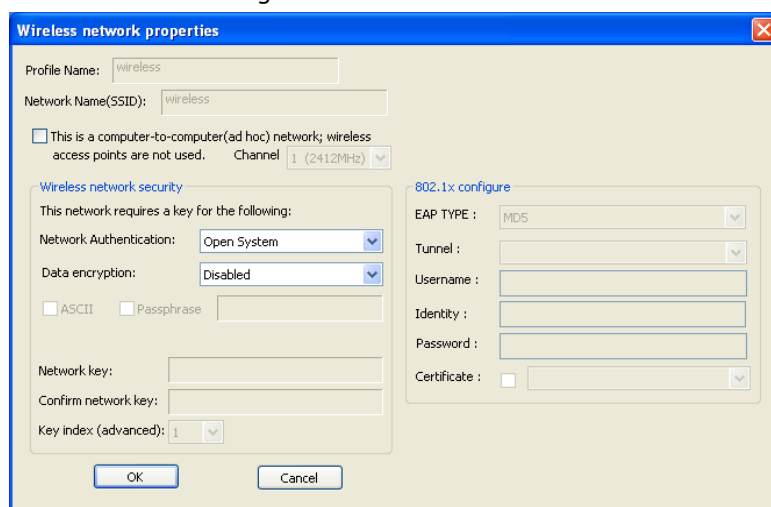 Wireless network properties
Profile Name: wireless
Network Name(SSID): wireless
This is a computer-to-computer(ad hoc) network; wireless
access points are not used. Channel 1 (2412MHz)
Wireless network security
This network requires a key for the following:
Network Authentication: Open System
Data encryption: Disabled
ASCII Passphrase
Network key:
Confirm network key:
Key index (advanced): 1
802.1x configure
EAP TYPE : MD5
Tunnel :
Username :
Identity :
Password :
Certificate :
OK Cancel